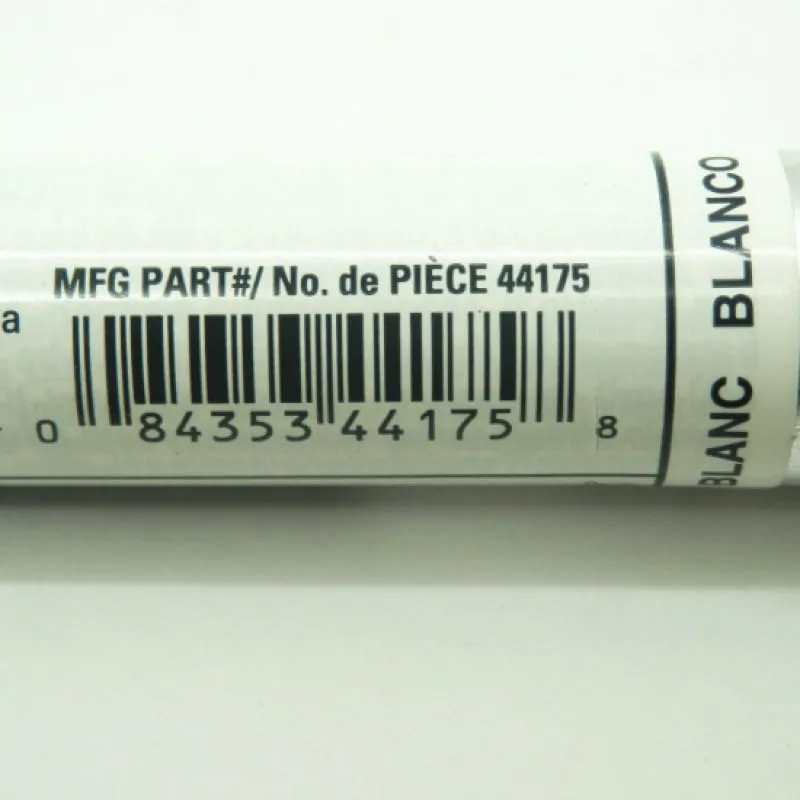 MFG PART#/ No. de PIÈCE 44175
a
0 84353 44175 8
BLANC BLANCO